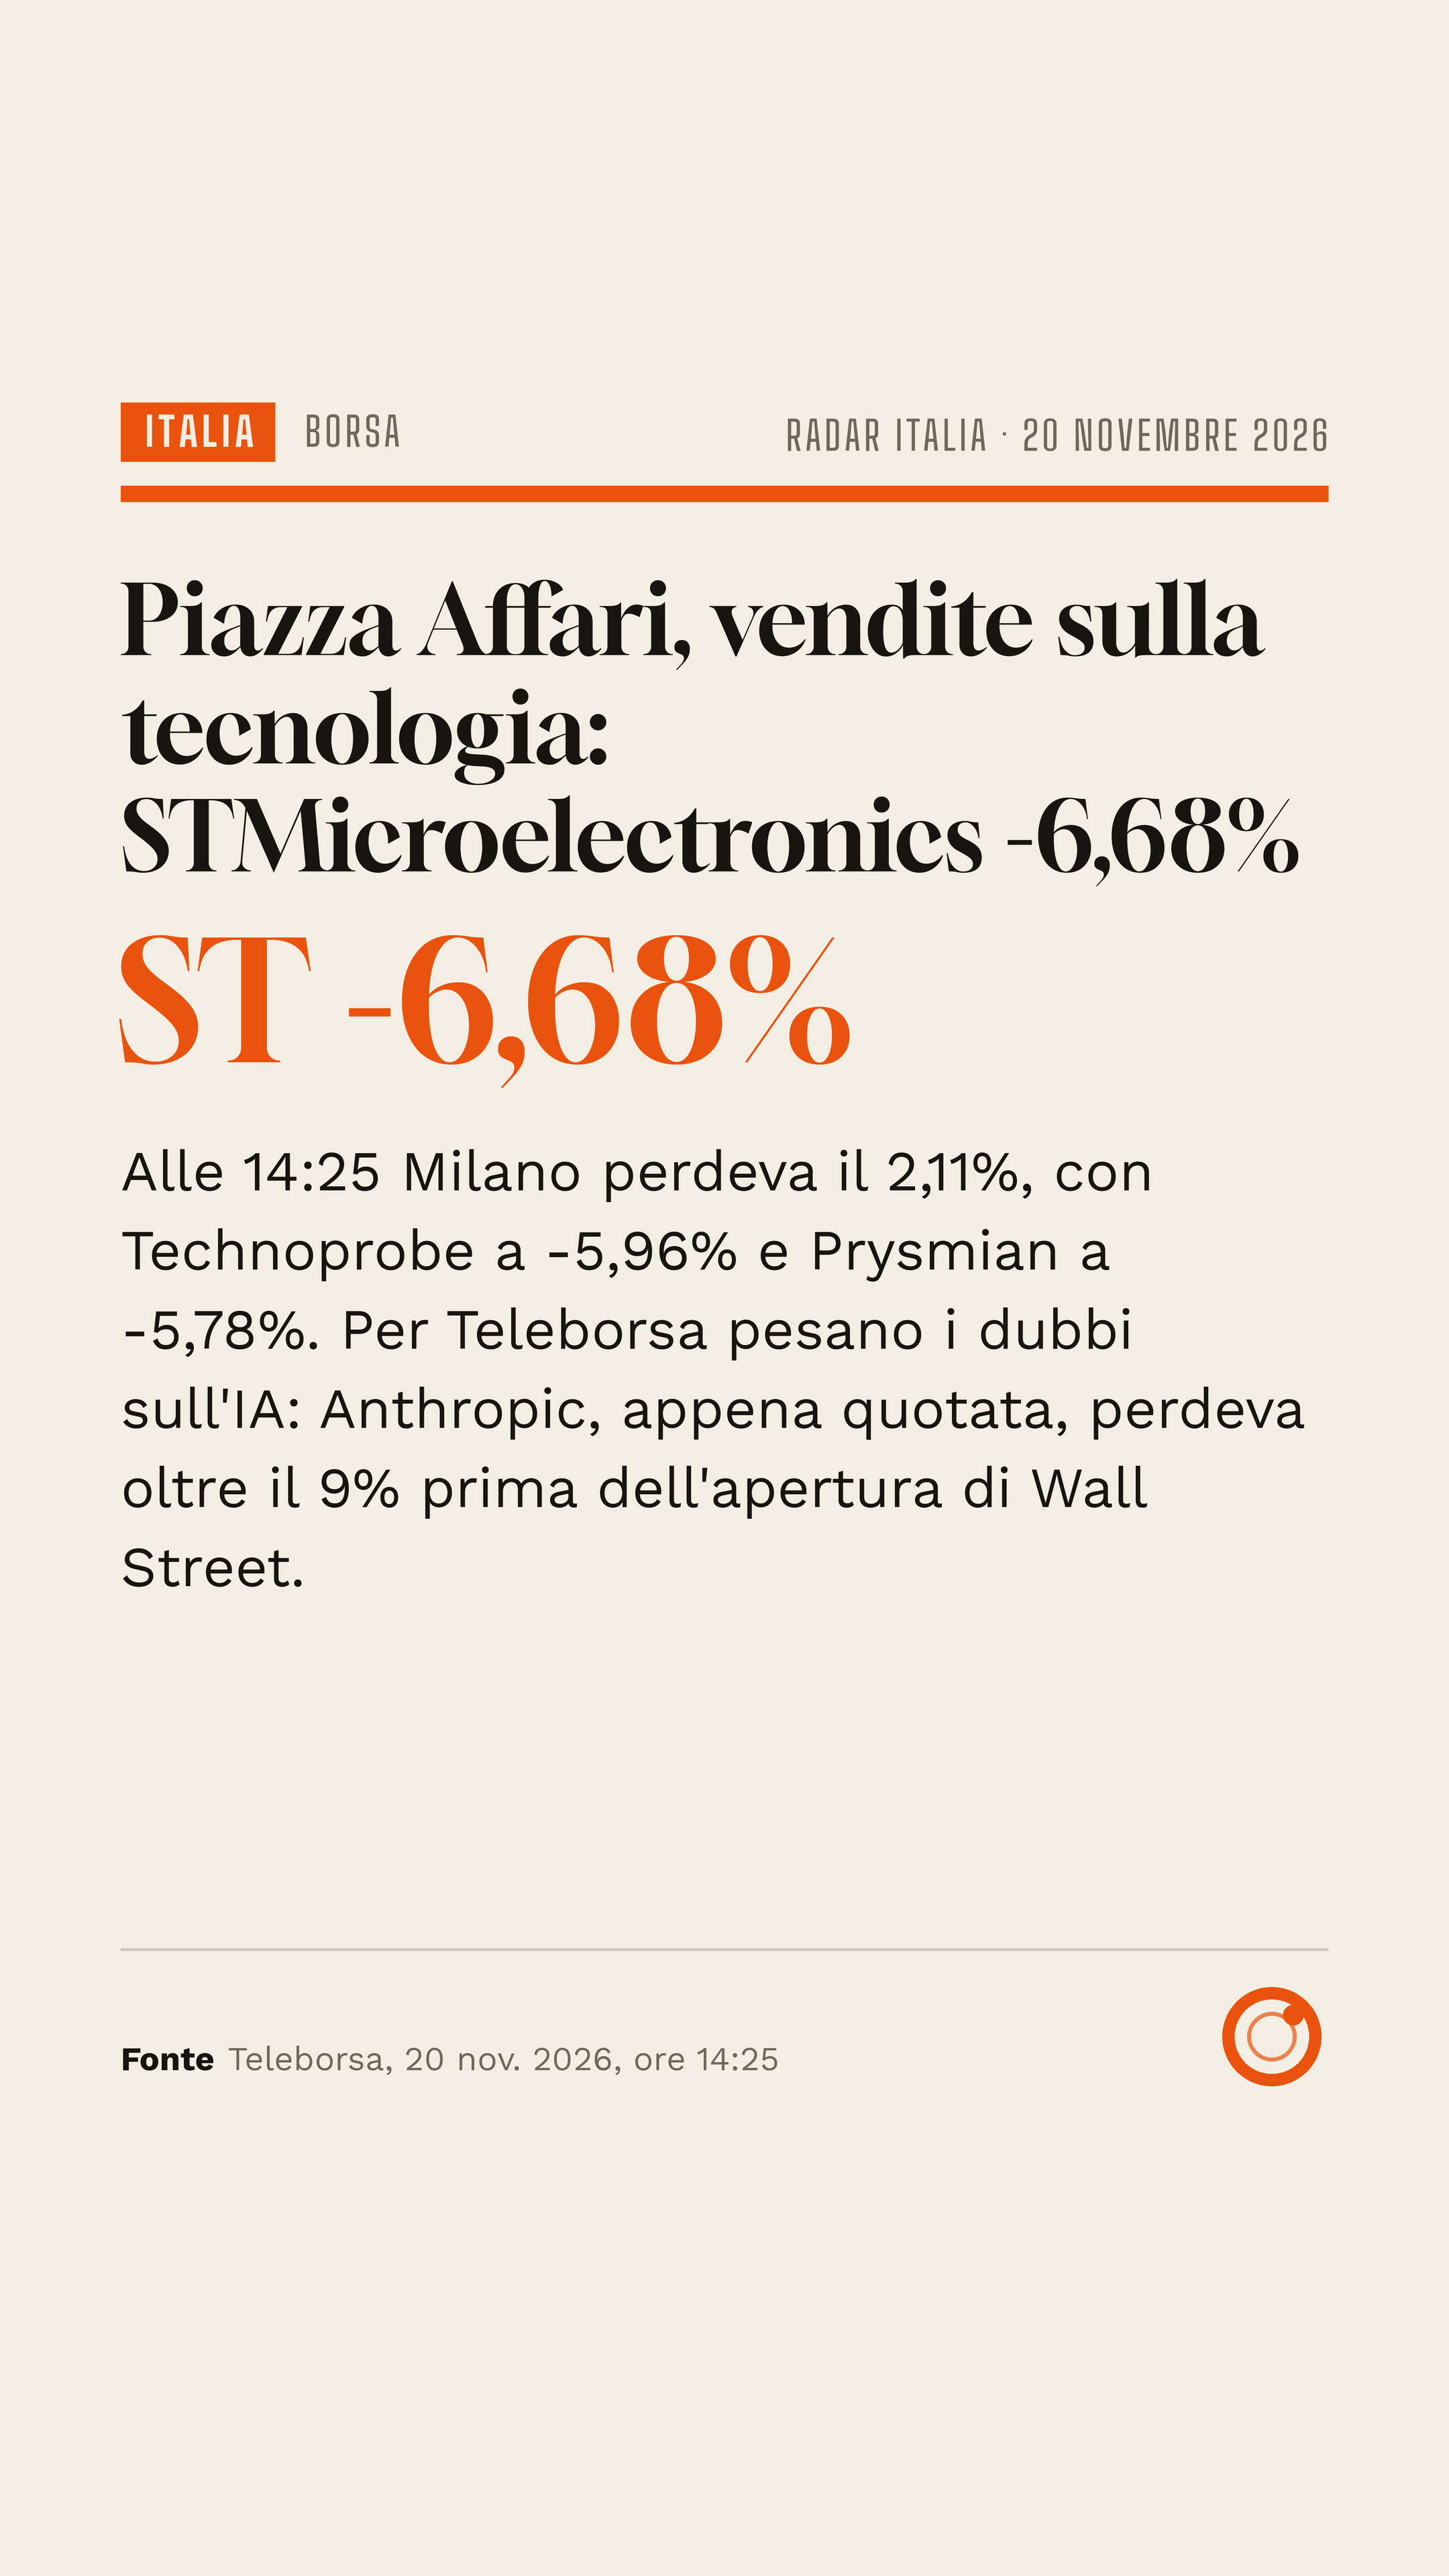 ITALIA BORSA RADAR ITALIA · 20 NOVEMBRE 2026
Piazza Affari, vendite sulla
tecnologia:
STMicroelectronics -6,68%
ST -6,68%
Alle 14:25 Milano perdeva il 2,11%, con
Technoprobe a -5,96% e Prysmian a
-5,78%. Per Teleborsa pesano i dubbi
sull'IA: Anthropic, appena quotata, perdeva
oltre il 9% prima dell'apertura di Wall
Street.
Fonte Teleborsa, 20 nov. 2026, ore 14:25